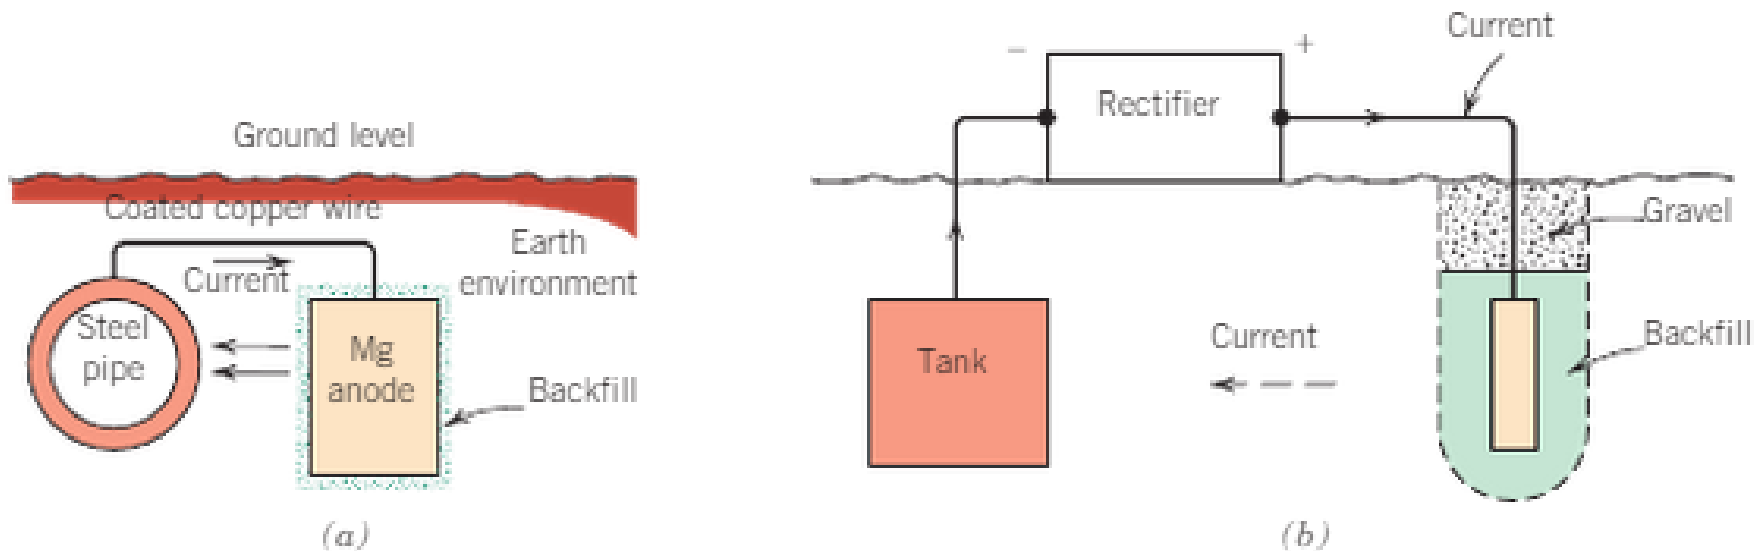 Ground level
Coated copper wire
Earth
environment
Current
Steel
pipe
Mg
anode
Backfill
(a)
Current
−
+
Rectifier
Gravel
Tank
Current
Backfill
(b)